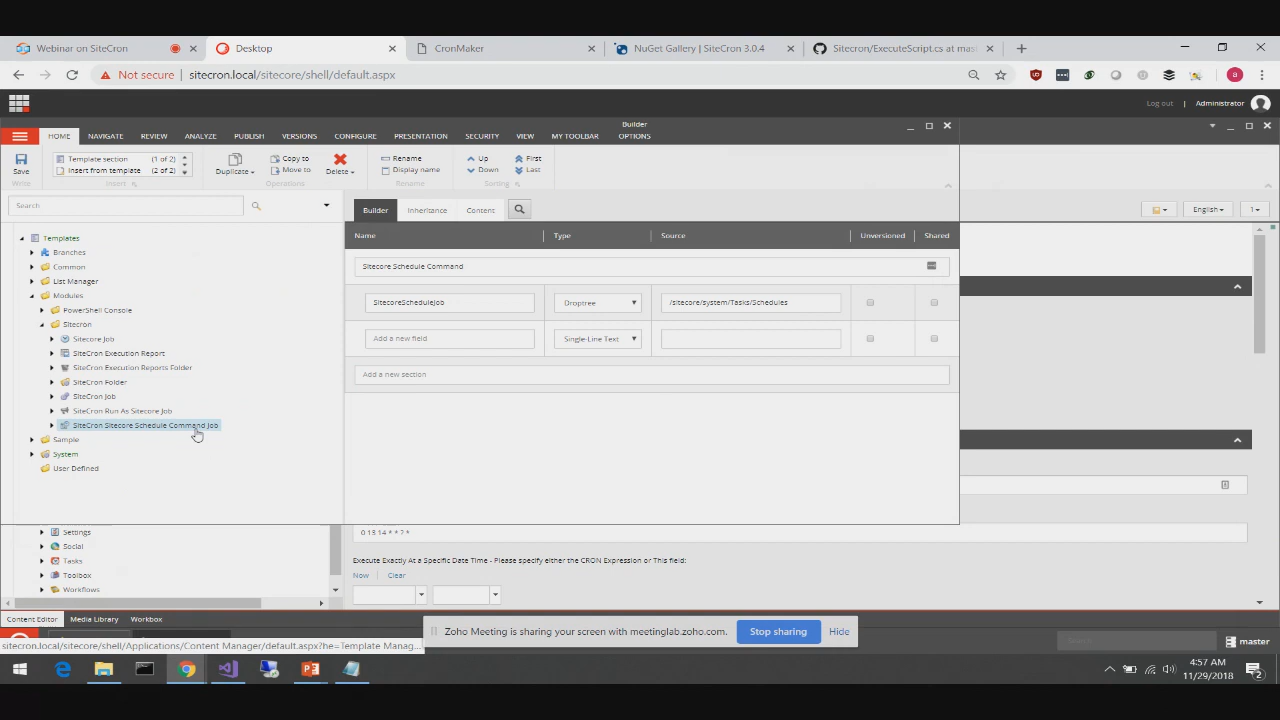 Webinar on SiteCron
Desktop
CronMaker
NuGet Gallery | SiteCron 3.0.4
Sitecron/ExecuteScript.cs at mas
Not secure
sitecron.local/sitecore/shell/default.aspx
a
Log out
Administrator
Builder
HOME
NAVIGATE
REVIEW
ANALYZE
PUBLISH
VERSIONS
CONFIGURE
PRESENTATION
SECURITY
VIEW
MY TOOLBAR
OPTIONS
Save
Write
Template section (1 of 2)
Insert from template (2 of 2)
Insert
Duplicate
Copy to
Move to
Delete
Operations
Rename
Display name
Rename
Up
Down
First
Last
Sorting
Search
Builder
Inheritance
Content
English
1
Name
Type
Source
Unversioned
Shared
Sitecore Schedule Command
SitecoreScheduleJob
Droptree
/sitecore/system/Tasks/Schedules
Add a new field
Single-Line Text
Add a new section
Templates
Branches
Common
List Manager
Modules
PowerShell Console
Sitecron
Sitecore Job
SiteCron Execution Report
SiteCron Execution Reports Folder
SiteCron Folder
SiteCron Job
SiteCron Run As Sitecore Job
SiteCron Sitecore Schedule Command Job
Sample
System
User Defined
Settings
Social
Tasks
Toolbox
Workflows
0 13 14 * * ? *
Execute Exactly At a Specific Date Time - Please specify either the CRON Expression or This field:
Now
Clear
Content Editor
Media Library
Workbox
Zoho Meeting is sharing your screen with meetinglab.zoho.com.
Stop sharing
Hide
Search
master
sitecron.local/sitecore/shell/Applications/Content Manager/default.aspx?he=Template Manag...
4:57 AM
11/29/2018
2